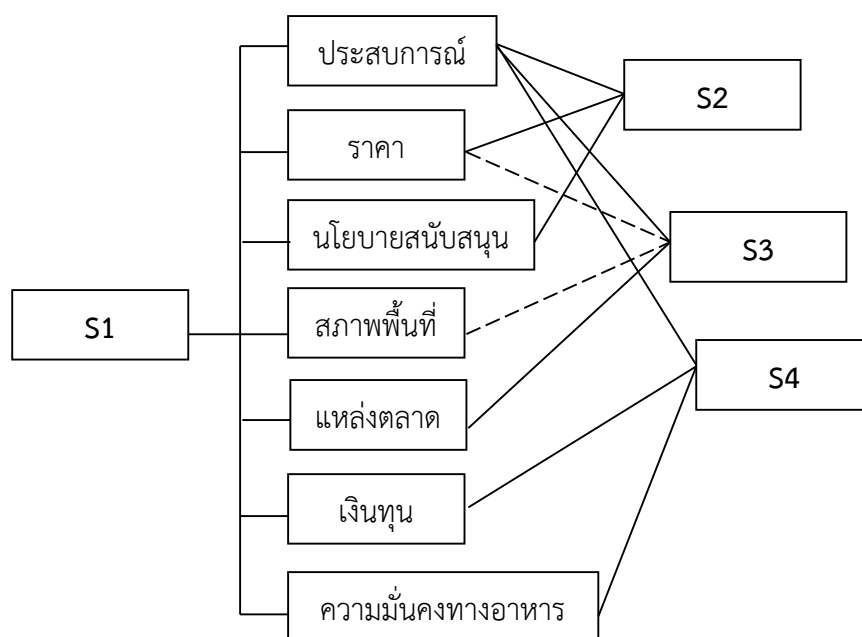 ประสบการณ์
S2
ราคา
นโยบายสนับสนุน
S3
สภาพพื้นที่
S1
S4
แหล่งตลาด
เงินทุน
ความมั่นคงทางอาหาร